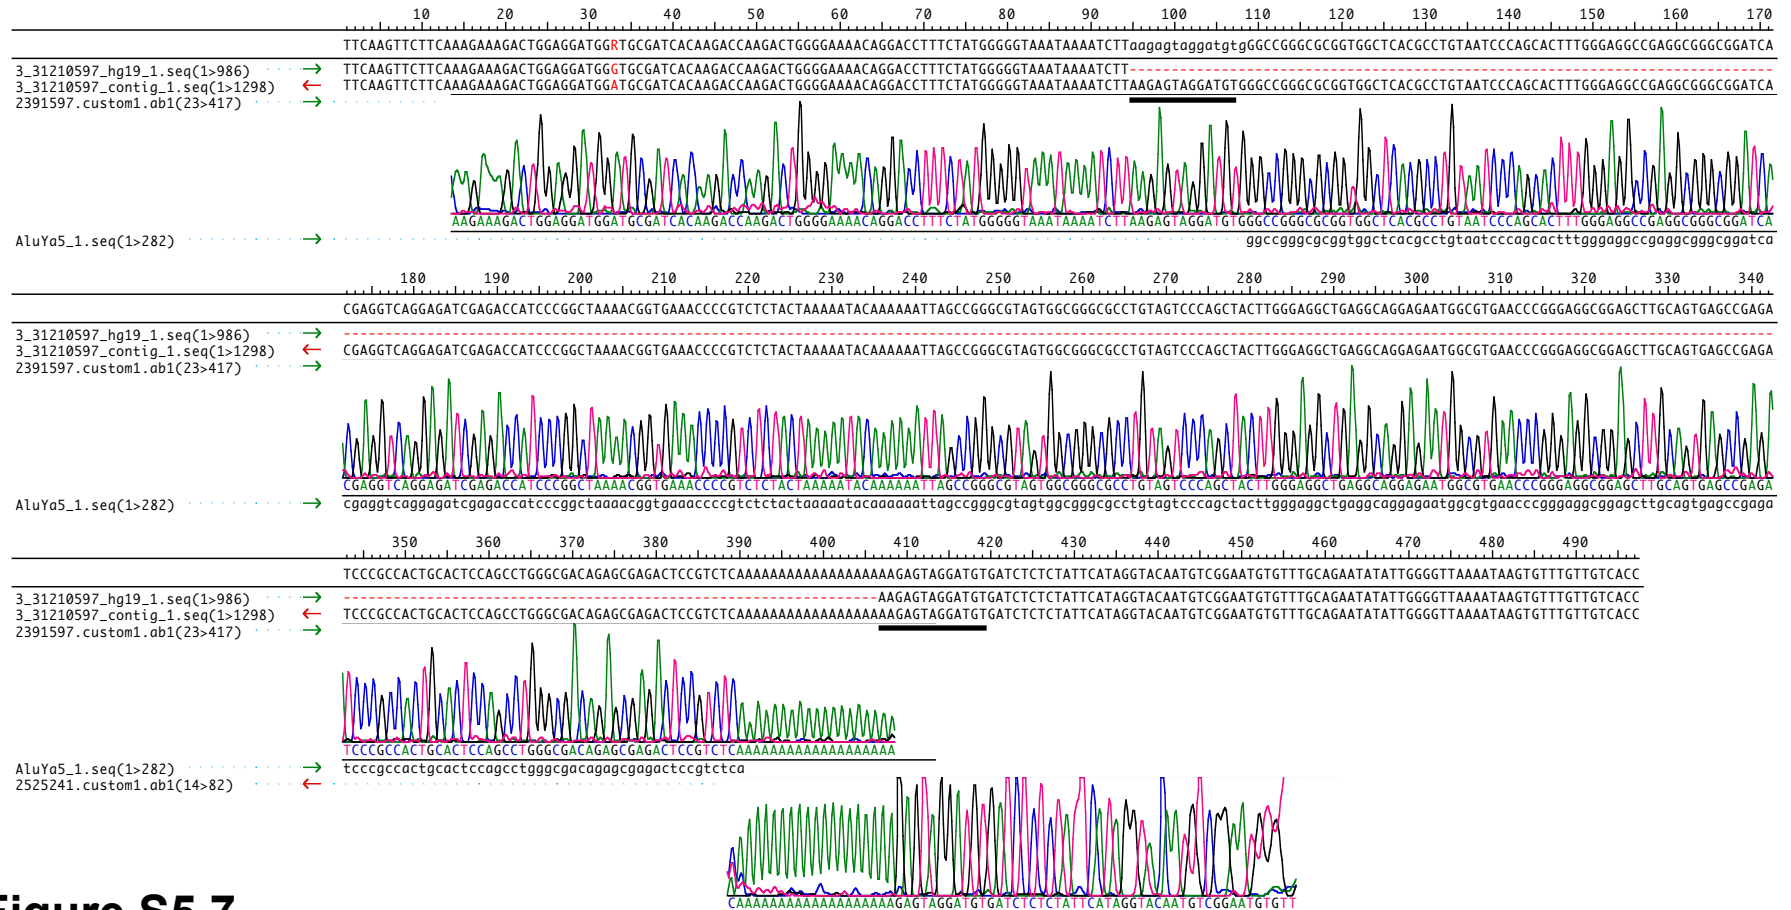 10 20 30 40 50 60 70 80 90 100 110 120 130 140 150 160 170
TTCAAGTTCTTCAAAGAAAGACTGGAGGATGGRTGCGATCACAAGACCAAGACTGGGGAAAACAGGACCTTTCTATGGGGGTAAATAAAATCTTaagagtaggatgtgGGCCGGGCGCGGTGGCTCACGCCTGTAATCCCAGCACTTTGGGAGGCCGAGGCGGGCGGATCA
3_31210597_hg19_1.seq(1>986) TTCAAGTTCTTCAAAGAAAGACTGGAGGATGGGTGCGATCACAAGACCAAGACTGGGGAAAACAGGACCTTTCTATGGGGGTAAATAAAATCTT
3_31210597_contig_1.seq(1>1298) TTCAAGTTCTTCAAAGAAAGACTGGAGGATGGATGCGATCACAAGACCAAGACTGGGGAAAACAGGACCTTTCTATGGGGGTAAATAAAATCTTAAGAGTAGGATGTGGGCCGGGCGCGGTGGCTCACGCCTGTAATCCCAGCACTTTGGGAGGCCGAGGCGGGCGGATCA
2391597.custom1.ab1(23>417)
AAGAAAGACTGGAGGATGGATGCGATCACAAGACCAAGACTGGGGAAAACAGGACCTTTCTATGGGGGTAAATAAAATCTTAAGAGTAGGATGTGGGCCGGGCGCGGTGGCTCACGCCTGTAATCCCAGCACTTTGGGAGGCCGAGGCGGGCGGATCA
AluYa5_1.seq(1>282) ggccgggcgcggtggctcacgcctgtaatcccagcactttgggaggccgaggcgggcggatca
180 190 200 210 220 230 240 250 260 270 280 290 300 310 320 330 340
CGAGGTCAGGAGATCGAGACCATCCCGGCTAAAACGGTGAAACCCCGTCTCTACTAAAAATACAAAAAATTAGCCGGGCGTAGTGGCGGGCGCCTGTAGTCCCAGCTACTTGGGAGGCTGAGGCAGGAGAATGGCGTGAACCCGGGAGGCGGAGCTTGCAGTGAGCCGAGA
3_31210597_hg19_1.seq(1>986)
3_31210597_contig_1.seq(1>1298) CGAGGTCAGGAGATCGAGACCATCCCGGCTAAAACGGTGAAACCCCGTCTCTACTAAAAATACAAAAAATTAGCCGGGCGTAGTGGCGGGCGCCTGTAGTCCCAGCTACTTGGGAGGCTGAGGCAGGAGAATGGCGTGAACCCGGGAGGCGGAGCTTGCAGTGAGCCGAGA
2391597.custom1.ab1(23>417)
CGAGGTCAGGAGATCGAGACCATCCCGGCTAAAACGGTGAAACCCCGTCTCTACTAAAAATACAAAAAATTAGCCGGGCGTAGTGGCGGGCGCCTGTAGTCCCAGCTACTTGGGAGGCTGAGGCAGGAGAATGGCGTGAACCCGGGAGGCGGAGCTTGCAGTGAGCCGAGA
AluYa5_1.seq(1>282) cgaggtcaggagatcgagaccatcccggctaaaacggtgaaaccccgtctctactaaaaatacaaaaaattagccgggcgtagtggcgggcgcctgtagtcccagctacttgggaggctgaggcaggagaatggcgtgaacccgggaggcggagcttgcagtgagccgaga
350 360 370 380 390 400 410 420 430 440 450 460 470 480 490
TCCCGCCACTGCACTCCAGCCTGGGCGACAGAGCGAGACTCCGTCTCAAAAAAAAAAAAAAAAAAAGAGTAGGATGTGATCTCTCTATTCATAGGTACAATGTCGGAATGTGTTTGCAGAATATATTGGGGTTAAAATAAGTGTTTGTTGTCACC
3_31210597_hg19_1.seq(1>986) AAGAGTAGGATGTGATCTCTCTATTCATAGGTACAATGTCGGAATGTGTTTGCAGAATATATTGGGGTTAAAATAAGTGTTTGTTGTCACC
3_31210597_contig_1.seq(1>1298) TCCCGCCACTGCACTCCAGCCTGGGCGACAGAGCGAGACTCCGTCTCAAAAAAAAAAAAAAAAAAAGAGTAGGATGTGATCTCTCTATTCATAGGTACAATGTCGGAATGTGTTTGCAGAATATATTGGGGTTAAAATAAGTGTTTGTTGTCACC
2391597.custom1.ab1(23>417)
TCCCGCCACTGCACTCCAGCCTGGGCGACAGAGCGAGACTCCGTCTCAAAAAAAAAAAAAAAAAAA
AluYa5_1.seq(1>282) tcccgccactgcactccagcctgggcgacagagcgagactccgtctca
2525241.custom1.ab1(14>82)
CAAAAAAAAAAAAAAAAAAAGAGTAGGATGTGATCTCTCTATTCATAGGTACAATGTCGGAATGTGTT
Figure S5.7